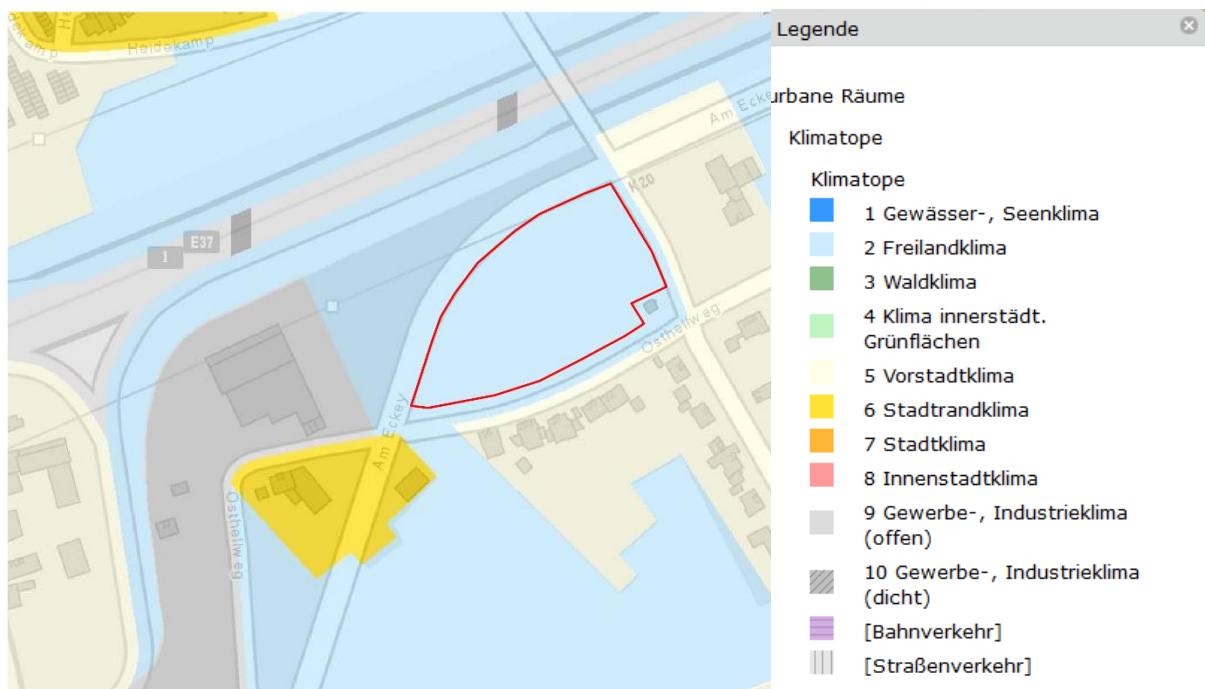 Heidekamp
Am Ecke
K20
E37
1
Osthellweg
Am Eckey
Osthellweg
Legende
urbane Räume
Klimatope
Klimatope
1 Gewässer-, Seenklima
2 Freilandklima
3 Waldklima
4 Klima innerstädt.
Grünflächen
5 Vorstadtklima
6 Stadtrandklima
7 Stadtklima
8 Innenstadtklima
9 Gewerbe-, Industrieklima
(offen)
10 Gewerbe-, Industrieklima
(dicht)
[Bahnverkehr]
[Straßenverkehr]